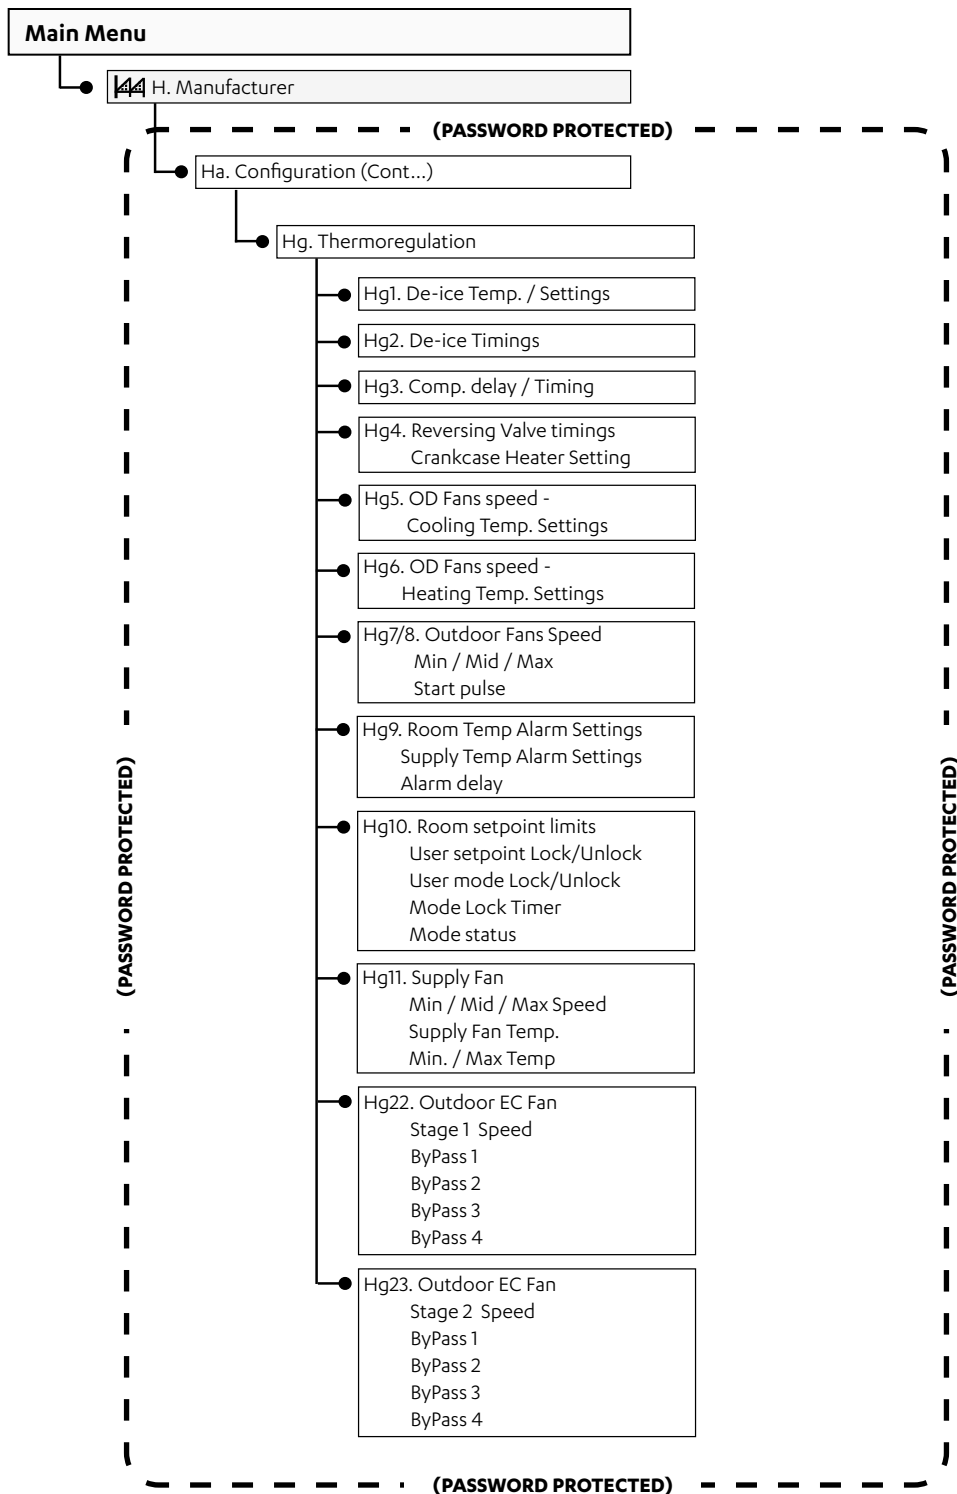 Main Menu
H. Manufacturer
(PASSWORD PROTECTED)
Ha. Configuration (Cont...)
Hg. Thermoregulation
Hg1. De-ice Temp. / Settings
Hg2. De-ice Timings
Hg3. Comp. delay / Timing
Hg4. Reversing Valve timings
Crankcase Heater Setting
Hg5. OD Fans speed -
Cooling Temp. Settings
Hg6. OD Fans speed -
Heating Temp. Settings
Hg7/8. Outdoor Fans Speed
Min / Mid / Max
Start pulse
Hg9. Room Temp Alarm Settings
Supply Temp Alarm Settings
Alarm delay
(PASSWORD PROTECTED)
(PASSWORD PROTECTED)
Hg10. Room setpoint limits
User setpoint Lock/Unlock
User mode Lock/Unlock
Mode Lock Timer
Mode status
Hg11. Supply Fan
Min / Mid / Max Speed
Supply Fan Temp.
Min. / Max Temp
Hg22. Outdoor EC Fan
Stage 1 Speed
ByPass 1
ByPass 2
ByPass 3
ByPass 4
Hg23. Outdoor EC Fan
Stage 2 Speed
ByPass 1
ByPass 2
ByPass 3
ByPass 4
(PASSWORD PROTECTED)